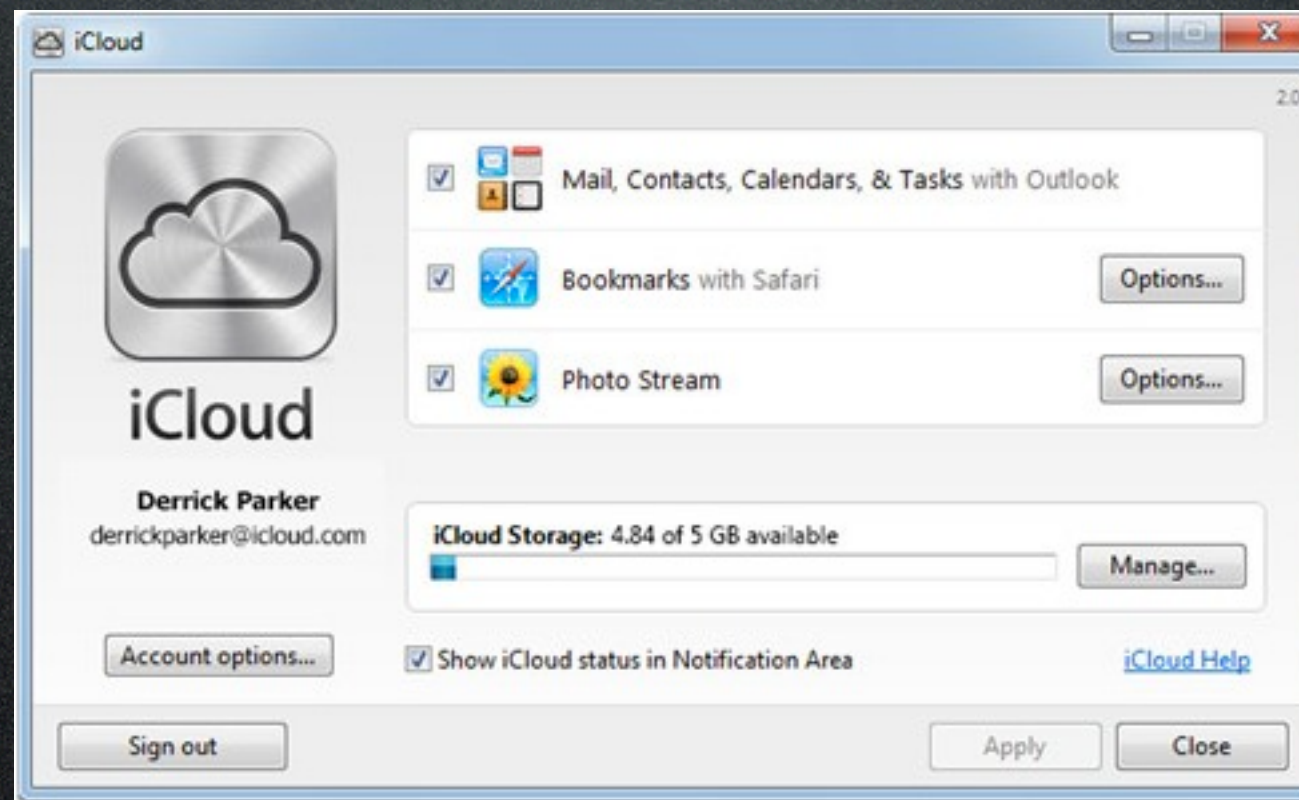 iCloud
2.0
Mail, Contacts, Calendars, & Tasks with Outlook
Bookmarks with Safari
Options...
Photo Stream
Options...
iCloud
Derrick Parker
derrickparker@icloud.com
iCloud Storage: 4.84 of 5 GB available
Manage...
Account options...
Show iCloud status in Notification Area
iCloud Help
Sign out
Apply
Close